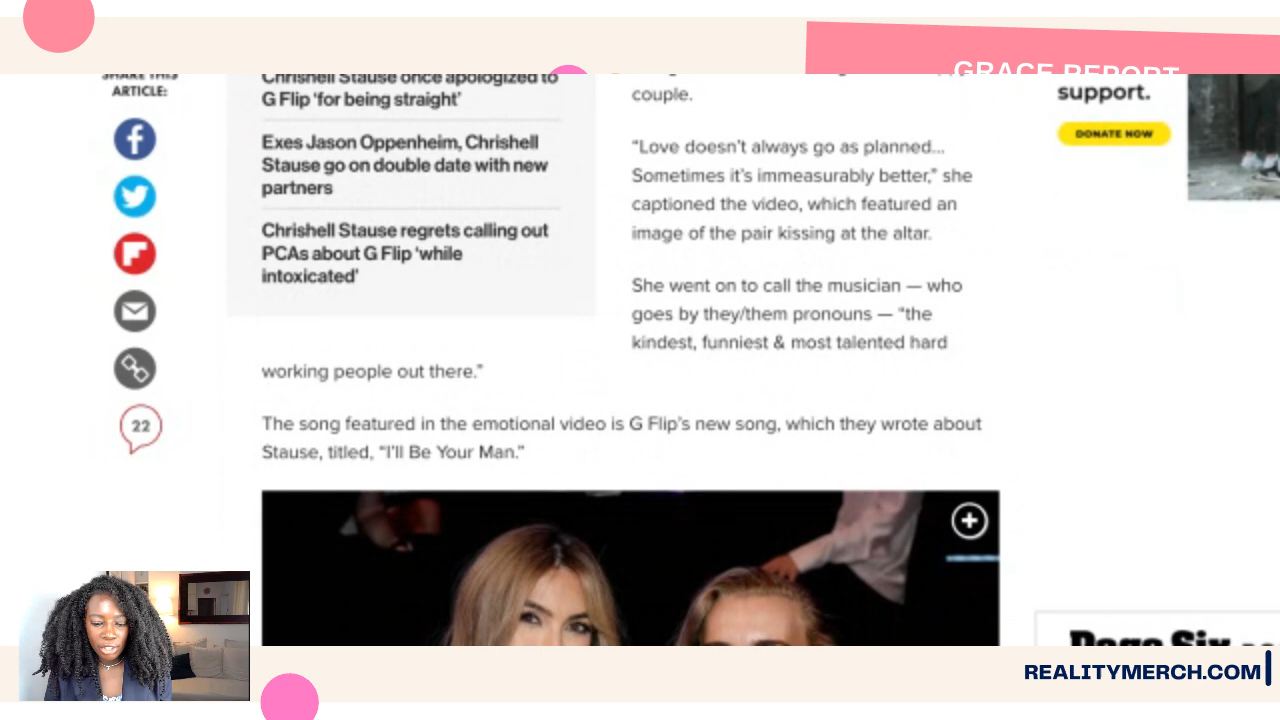 GRACE REPORT
SHARE THIS
ARTICLE:
22
Chrishell Stause once apologized to
G Flip ‘for being straight’
Exes Jason Oppenheim, Chrishell
Stause go on double date with new
partners
Chrishell Stause regrets calling out
PCAs about G Flip ‘while
intoxicated’
couple.
“Love doesn’t always go as planned...
Sometimes it’s immeasurably better,” she
captioned the video, which featured an
image of the pair kissing at the altar.
She went on to call the musician — who
goes by they/them pronouns — “the
kindest, funniest & most talented hard
working people out there.”
The song featured in the emotional video is G Flip’s new song, which they wrote about
Stause, titled, “I’ll Be Your Man.”
support.
DONATE NOW
Page Six
REALITYMERCH.COM